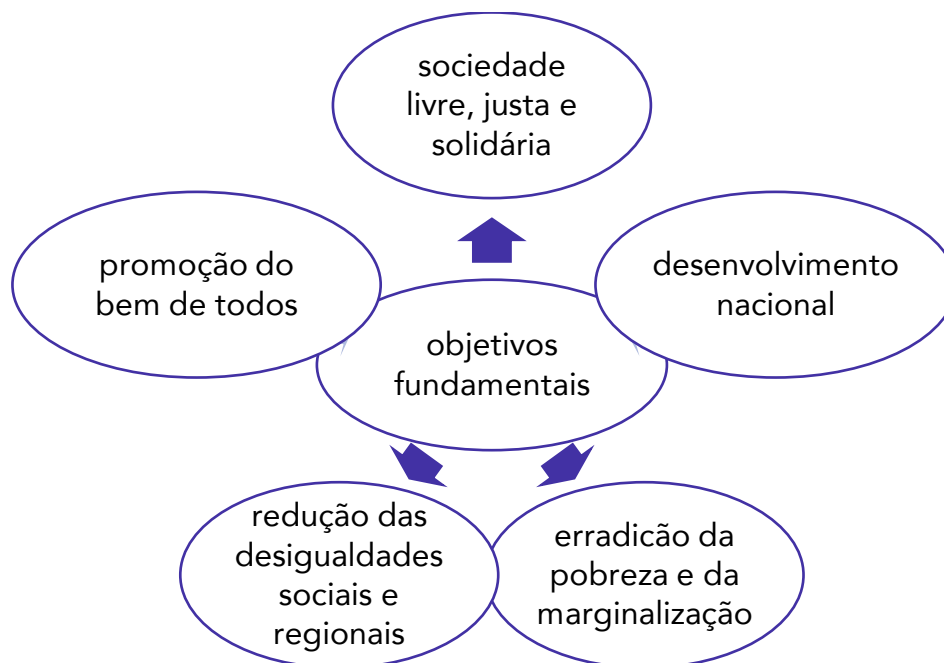 sociedade
livre, justa e
solidária
promoção do
bem de todos
desenvolvimento
nacional
objetivos
fundamentais
redução das
desigualdades
sociais e
regionais
erradicão da
pobreza e da
marginalização